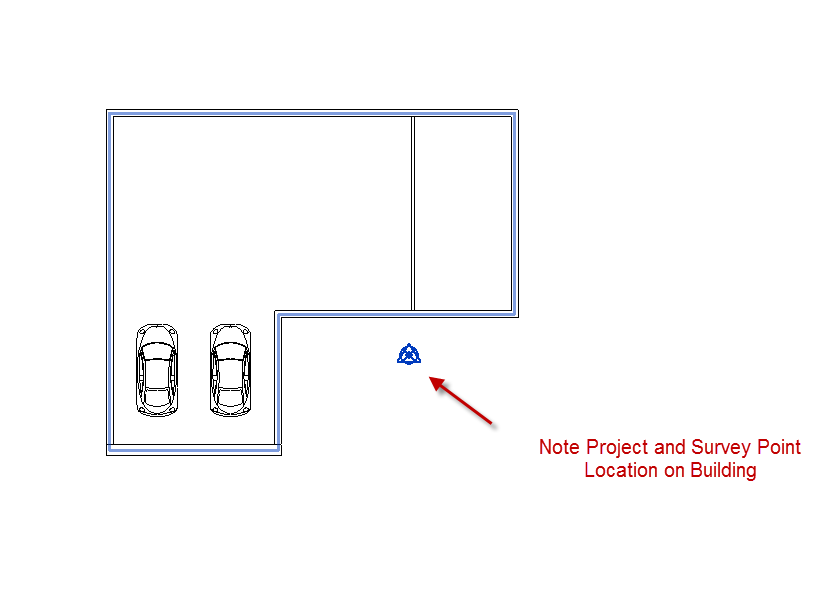 Note Project and Survey Point
Location on Building